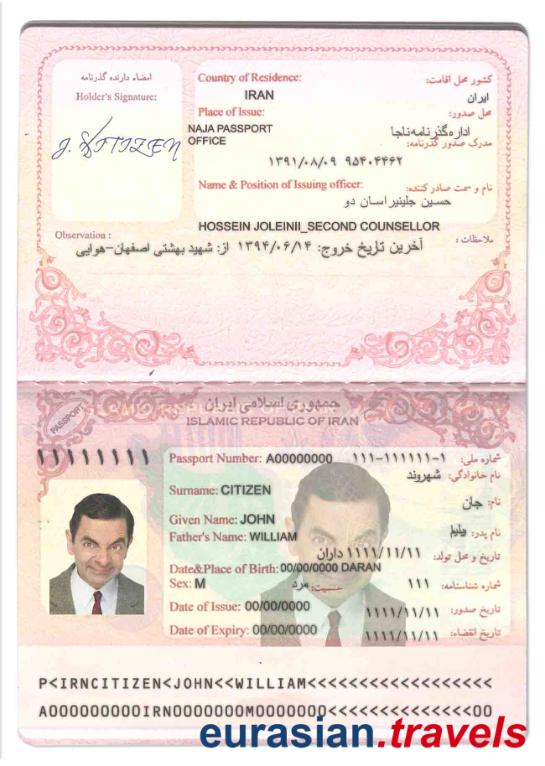 امضاء دارنده گذرنامه
Holder's Signature:
J. CITIZEN
Country of Residence: کشور محل اقامت:
IRAN ایران
Place of Issue: محل صدور:
NAJA PASSPORT OFFICE اداره گذرنامه ناجا
مدرک صدور گذرنامه:
۱۳۹۱/۰۸/۰۹ ۹۵۴۰۴۴۶۲
Name & Position of Issuing officer: نام و سمت صادر کننده:
حسین جلینیراسان دو
HOSSEIN JOLEINII_SECOND COUNSELLOR
Observation : ملاحظات :
آخرین تاریخ خروج: ۱۳۹۴/۰۶/۱۴ از: شهید بهشتی اصفهان-هوایی
PASSPORT
جمهوری اسلامی ایران
ISLAMIC REPUBLIC OF IRAN
۱۱۱۱۱۱۱۱
Passport Number: A00000000 ۱۱۱-۱۱۱۱۱۱-۱ شماره ملی:
نام خانوادگی: شهروند
Surname: CITIZEN
نام: جان
Given Name: JOHN
Father's Name: WILLIAM نام پدر: ویلیام
تاریخ و محل تولد: ۱۱۱۱/۱۱/۱۱ داران
Date&Place of Birth: 00/00/0000 DARAN
Sex: M جنسیت: مرد شماره شناسنامه: ۱۱۱
Date of Issue: 00/00/0000 تاریخ صدور: ۱۱۱۱/۱۱/۱۱
Date of Expiry: 00/00/0000 تاریخ انقضاء: ۱۱۱۱/۱۱/۱۱
P<IRNCITIZEN<JOHN<<WILLIAM<<<<<<<<<<<<<<<<<<
A000000000IRN0000000M0000000<<<<<<<<<<<<<<00
eurasian.travels